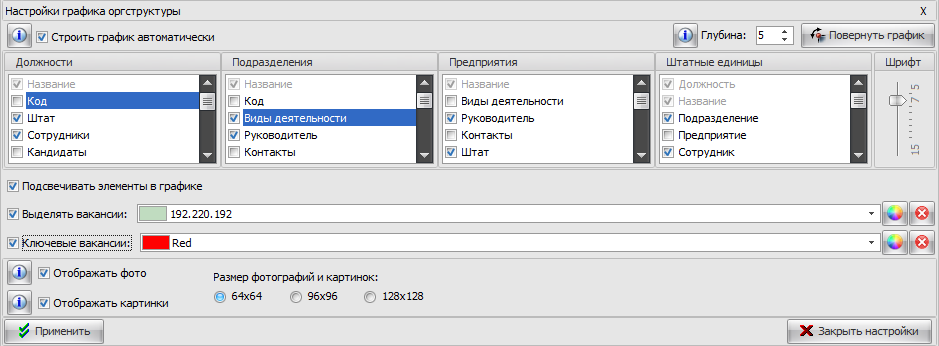 Настройки графика оргструктуры X
Строить график автоматически Глубина: 5 Повернуть график
Должности Подразделения Предприятия Штатные единицы Шрифт
Название Название Название Должность
Код Код Виды деятельности Название
Штат Виды деятельности Руководитель Подразделение
Сотрудники Руководитель Контакты Предприятие
Кандидаты Контакты Штат Сотрудник
5
7
15
Подсвечивать элементы в графике
Выделять вакансии: 192.220.192
Ключевые вакансии: Red
Отображать фото Размер фотографий и картинок:
Отображать картинки 64x64 96x96 128x128
Применить Закрыть настройки